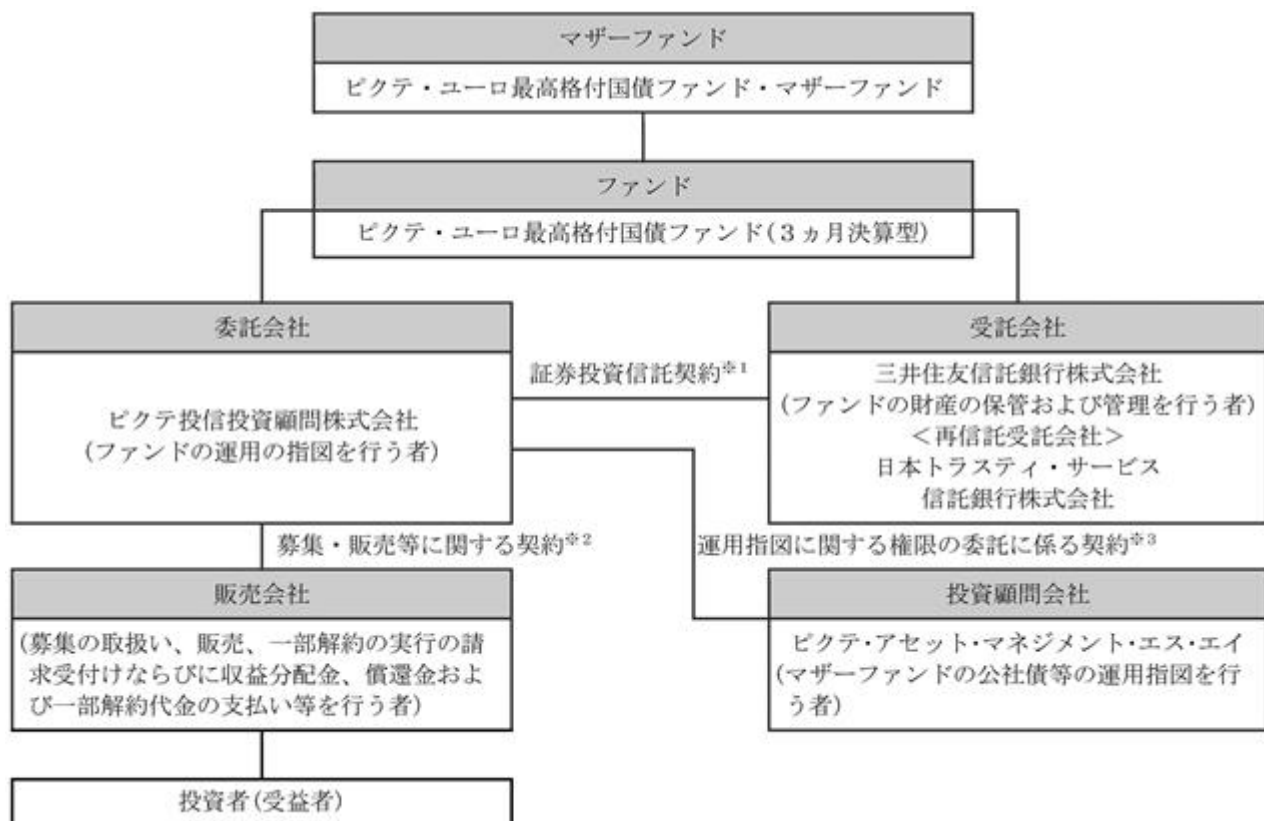 マザーファンド
ピクテ・ユーロ最高格付国債ファンド・マザーファンド
ファンド
ピクテ・ユーロ最高格付国債ファンド(3ヵ月決算型)
委託会社
ピクテ投信投資顧問株式会社
(ファンドの運用の指図を行う者)
証券投資信託契約※1
受託会社
三井住友信託銀行株式会社
(ファンドの財産の保管および管理を行う者)
<再信託受託会社>
日本トラスティ・サービス
信託銀行株式会社
募集・販売等に関する契約※2
運用指図に関する権限の委託に係る契約※3
販売会社
(募集の取扱い、販売、一部解約の実行の請
求受付けならびに収益分配金、償還金およ
び一部解約代金の支払い等を行う者)
投資顧問会社
ピクテ・アセット・マネジメント・エス・エイ
(マザーファンドの公社債等の運用指図を行
う者)
投資者(受益者)